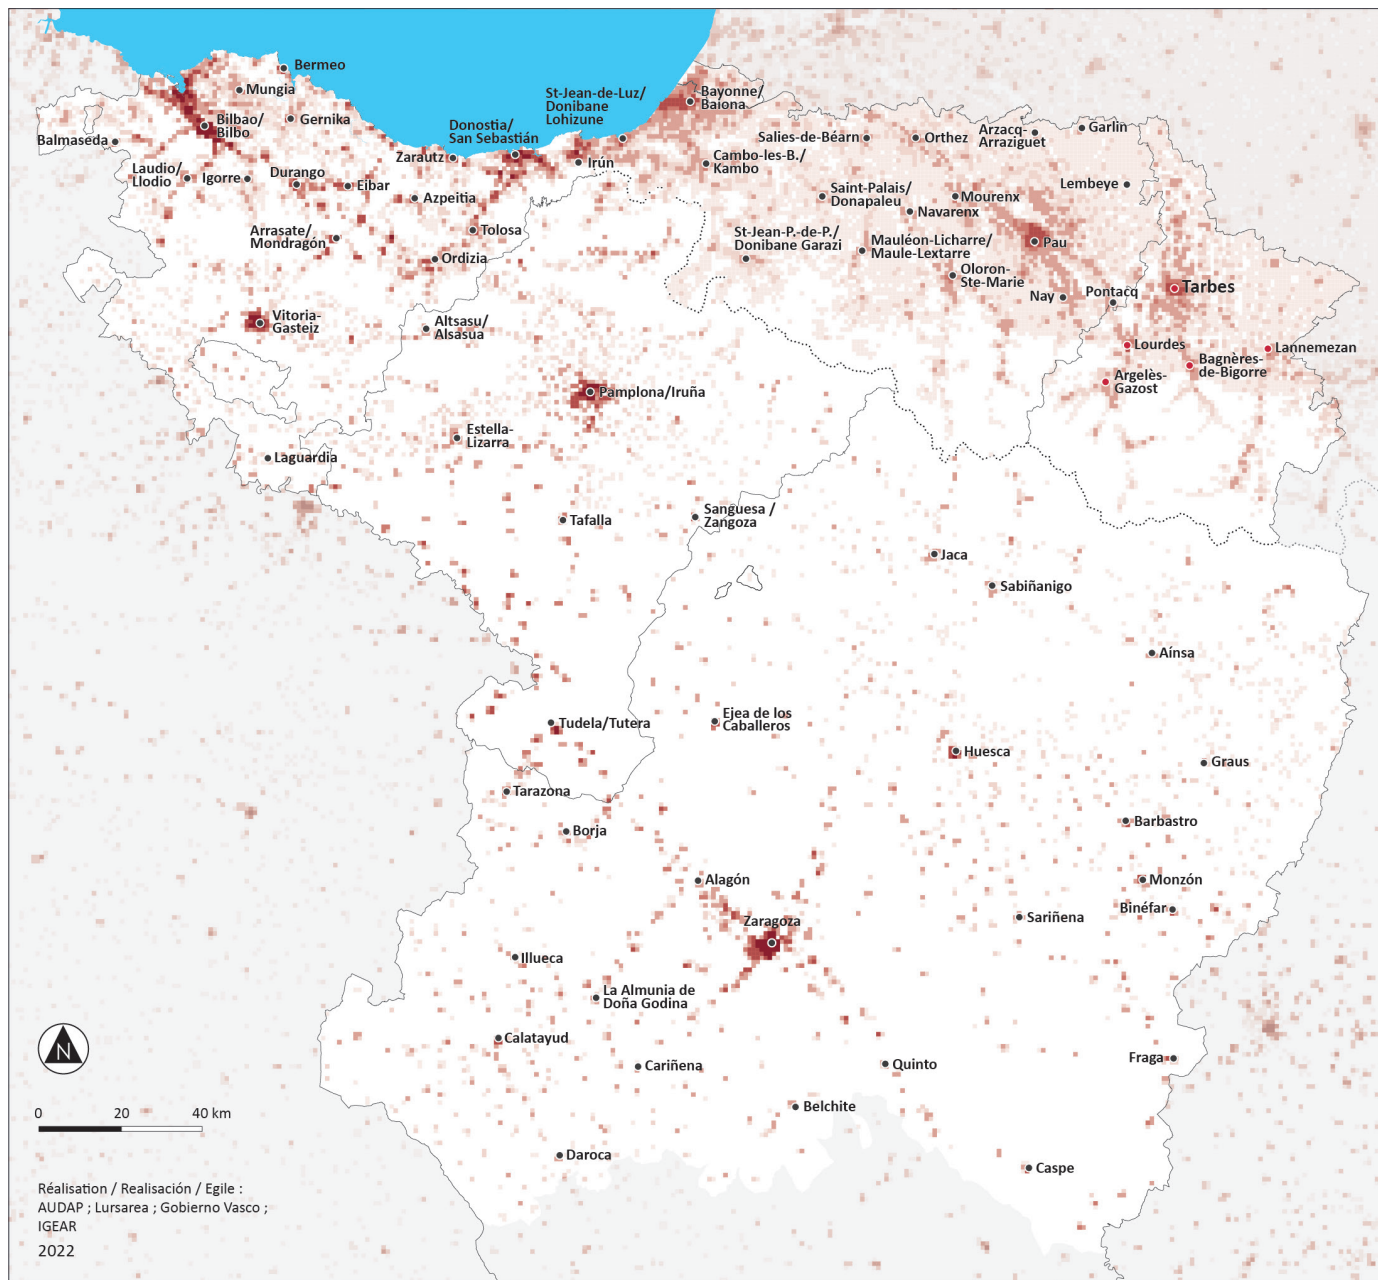 Bermeo
Mungia
Bilbao/
Bilbo
Gernika
Balmaseda
Laudio/
Llodio
Igorre
Durango
Eibar
Zarautz
Donostia/
San Sebastián
St-Jean-de-Luz/
Donibane
Lohizune
Irún
Bayonne/
Baiona
Cambo-les-B./
Kambo
Salies-de-Béarn
Orthez
Arzacq-
Arraziguet
Garlin
Lembeye
Azpeitia
Arrasate/
Mondragón
Tolosa
Ordizia
Saint-Palais/
Donapaleu
Navarenx
Mourenx
St-Jean-P.-de-P./
Donibane Garazi
Mauléon-Licharre/
Maule-Lextarre
Pau
Oloron-
Ste-Marie
Nay
Pontacq
Tarbes
Vitoria-
Gasteiz
Altsasu/
Alsasua
Lourdes
Lannemezan
Bagnères-
de-Bigorre
Argelès-
Gazost
Pamplona/Iruña
Estella-
Lizarra
Laguardia
Tafalla
Sanguesa /
Zangoza
Jaca
Sabiñanigo
Aínsa
Tudela/Tutera
Ejea de los
Caballeros
Huesca
Graus
Tarazona
Borja
Barbastro
Alagón
Monzón
Binéfar
Zaragoza
Sariñena
Illueca
La Almunia de
Doña Godina
Calatayud
Cariñena
Quinto
Fraga
Belchite
Daroca
Caspe
N
0 20 40 km
Réalisation / Realisación / Egile :
AUDAP ; Lursarea ; Gobierno Vasco ;
IGEAR
2022